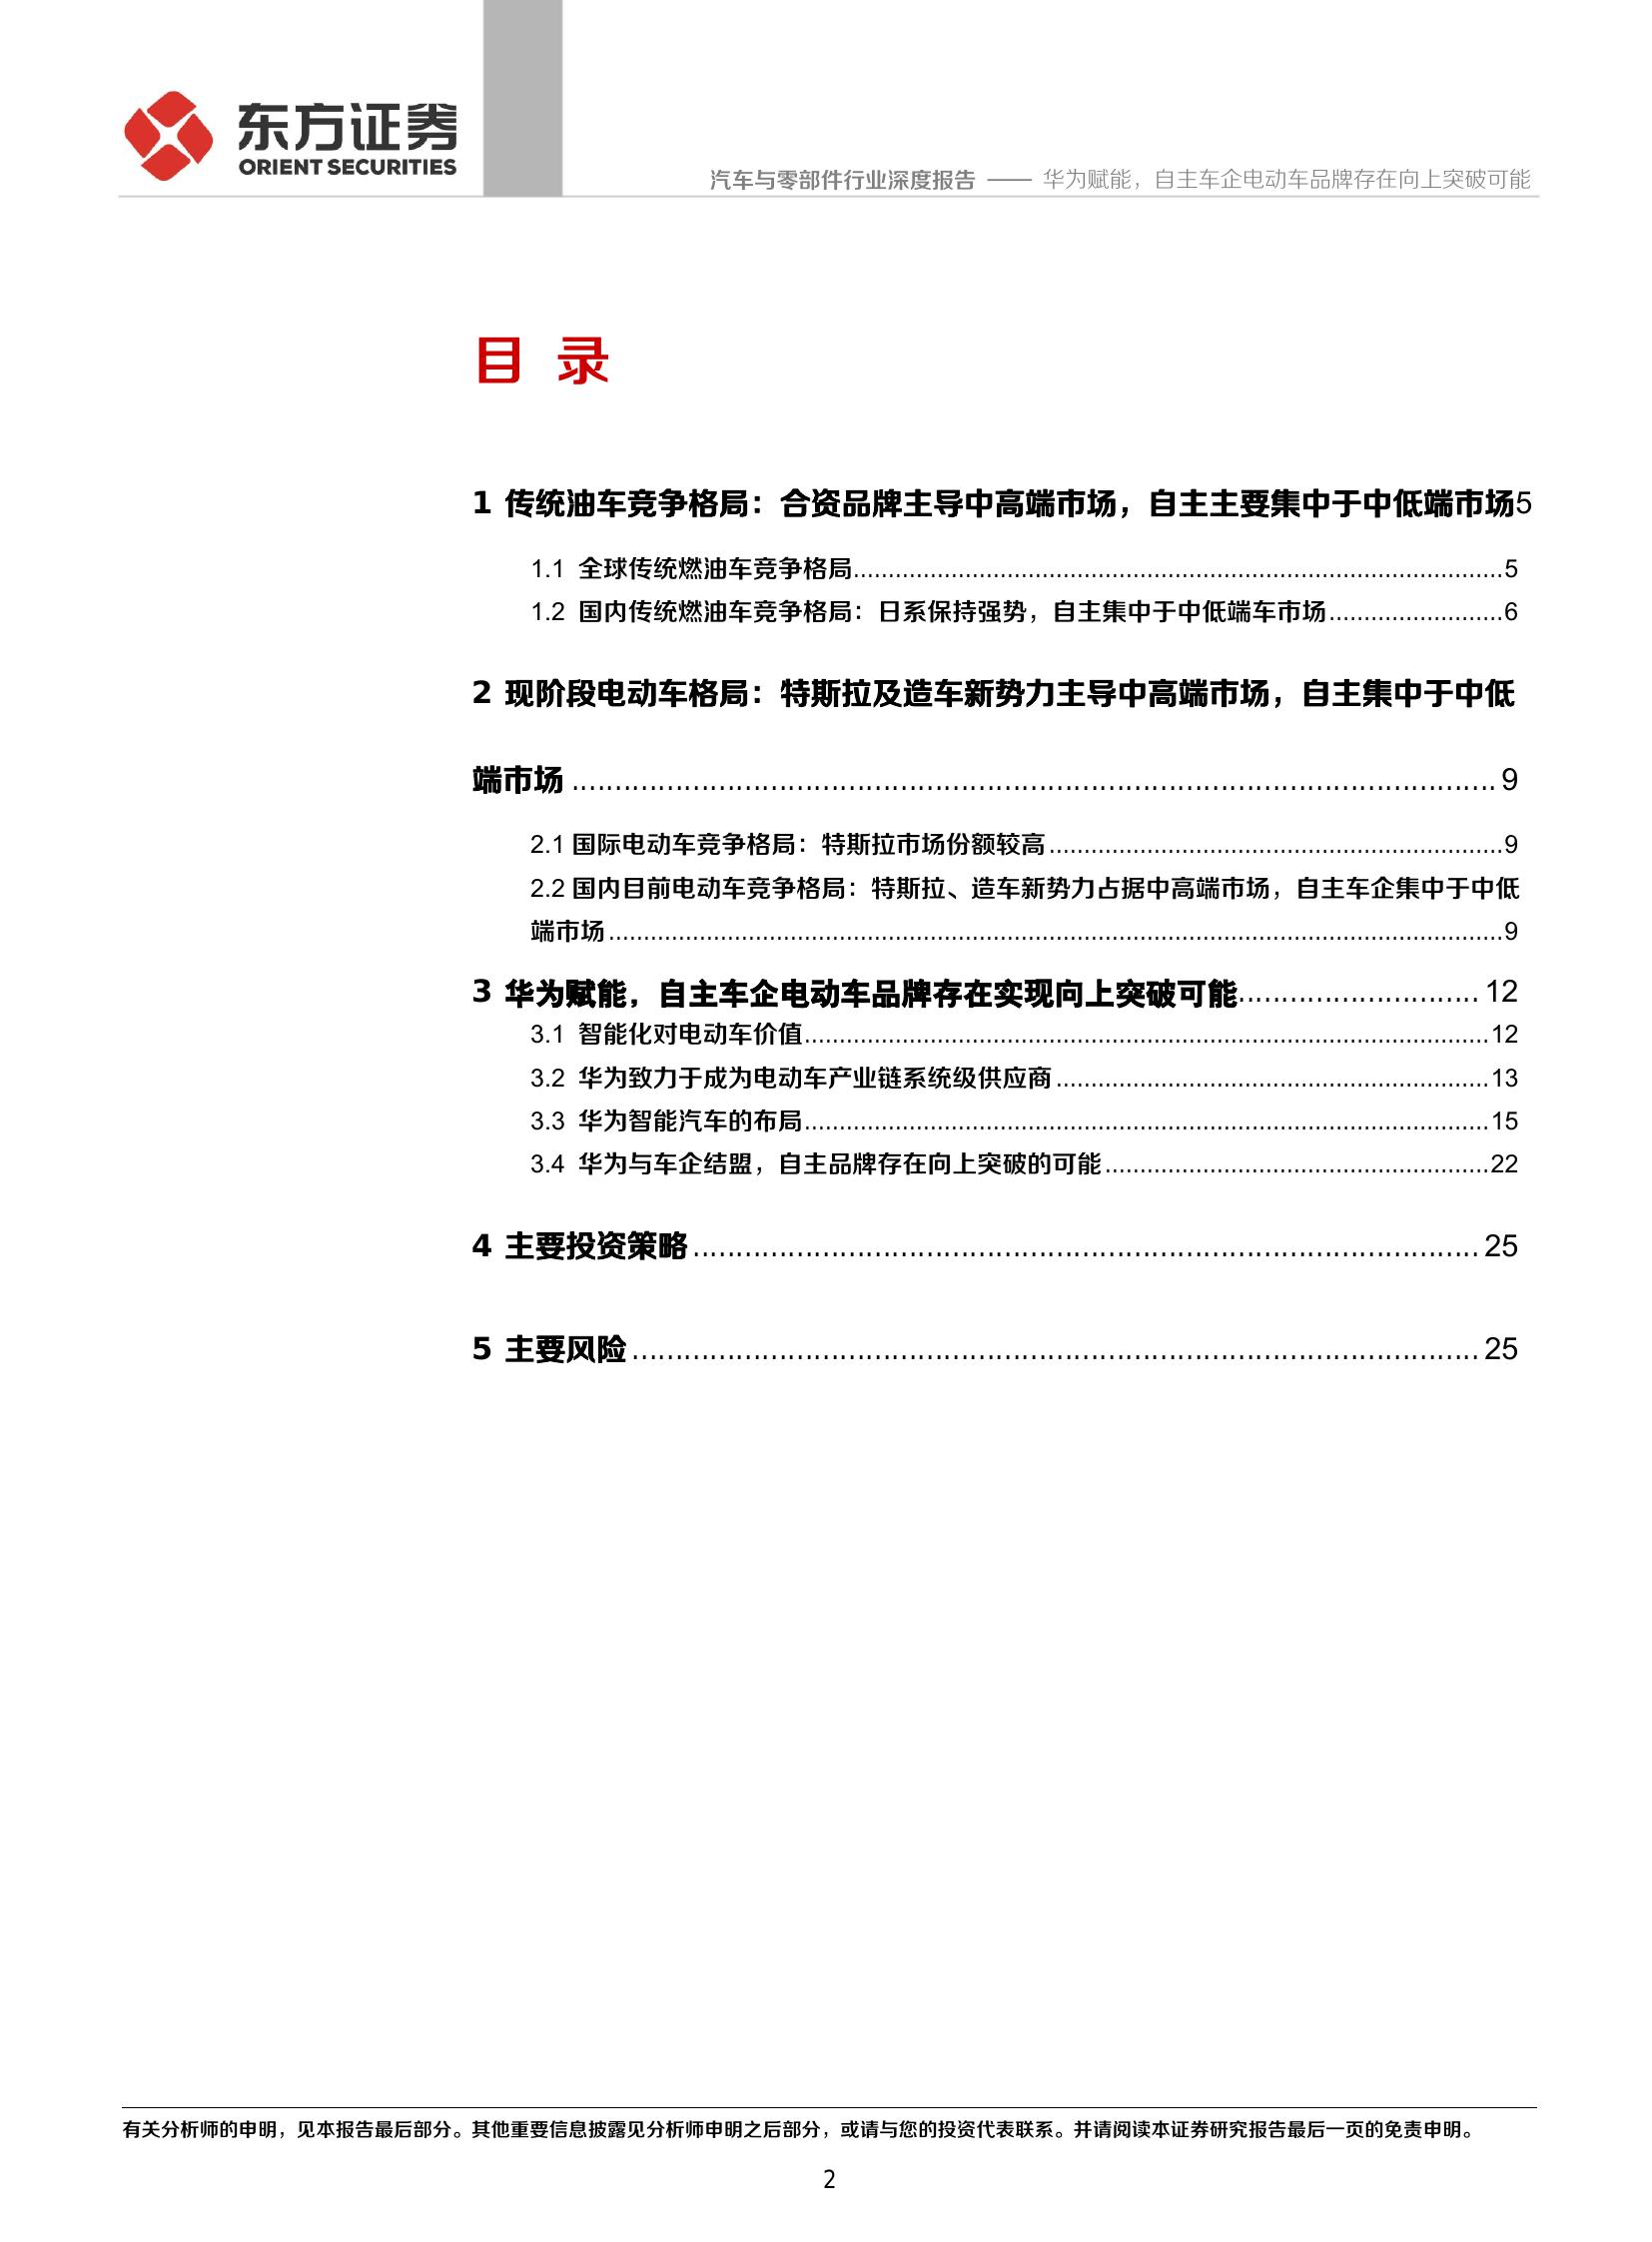 东方证券
ORIENT SECURITIES
汽车与零部件行业深度报告 —— 华为赋能，自主车企电动车品牌存在向上突破可能
目 录
1 传统油车竞争格局：合资品牌主导中高端市场，自主主要集中于中低端市场5
1.1 全球传统燃油车竞争格局........................................5
1.2 国内传统燃油车竞争格局：日系保持强势，自主集中于中低端车市场.........................6
2 现阶段电动车格局：特斯拉及造车新势力主导中高端市场，自主集中于中低
端市场........................................9
2.1 国际电动车竞争格局：特斯拉市场份额较高........................................9
2.2 国内目前电动车竞争格局：特斯拉、造车新势力占据中高端市场，自主车企集中于中低
端市场........................................9
3 华为赋能，自主车企电动车品牌存在实现向上突破可能............................12
3.1 智能化对电动车价值........................................12
3.2 华为致力于成为电动车产业链系统级供应商........................................13
3.3 华为智能汽车的布局........................................15
3.4 华为与车企结盟，自主品牌存在向上突破的可能........................................22
4 主要投资策略........................................25
5 主要风险........................................25
有关分析师的申明，见本报告最后部分。其他重要信息披露见分析师申明之后部分，或请与您的投资代表联系。并请阅读本证券研究报告最后一页的免责申明。
2